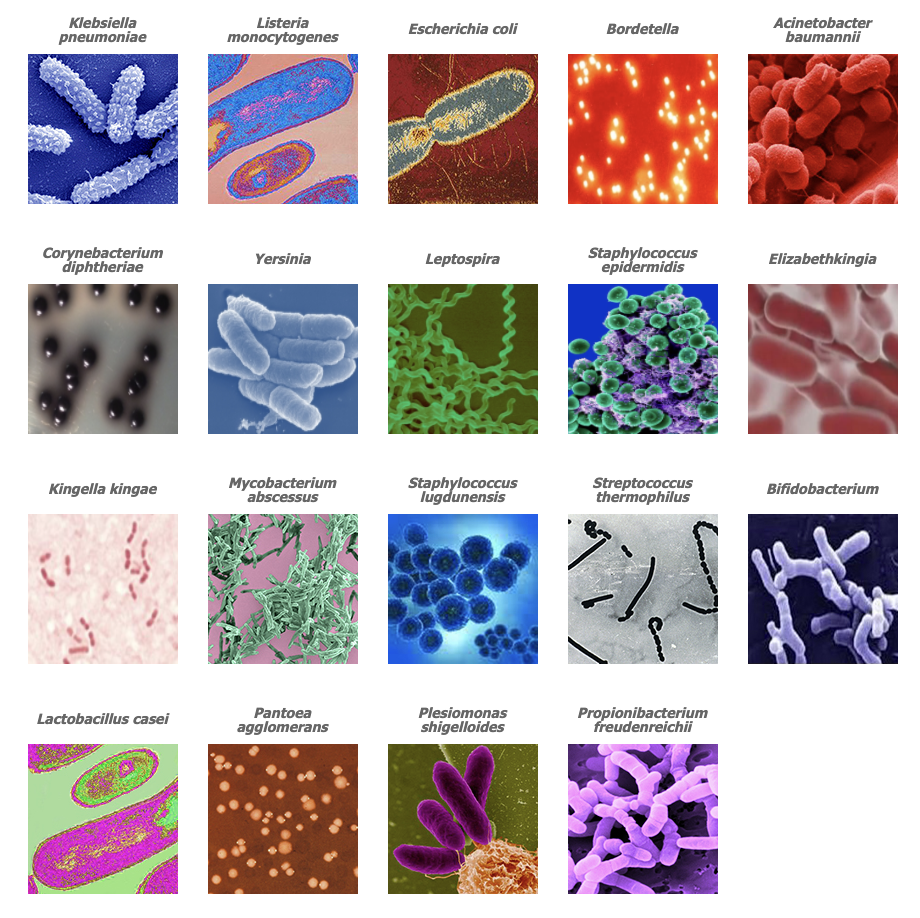 Klebsiella
pneumoniae
Listeria
monocytogenes
Escherichia coli
Bordetella
Acinetobacter
baumannii
Corynebacterium
diphtheriae
Yersinia
Leptospira
Staphylococcus
epidermidis
Elizabethkingia
Kingella kingae
Mycobacterium
abscessus
Staphylococcus
lugdunensis
Streptococcus
thermophilus
Bifidobacterium
Lactobacillus casei
Pantoea
agglomerans
Plesiomonas
shigelloides
Propionibacterium
freudenreichii